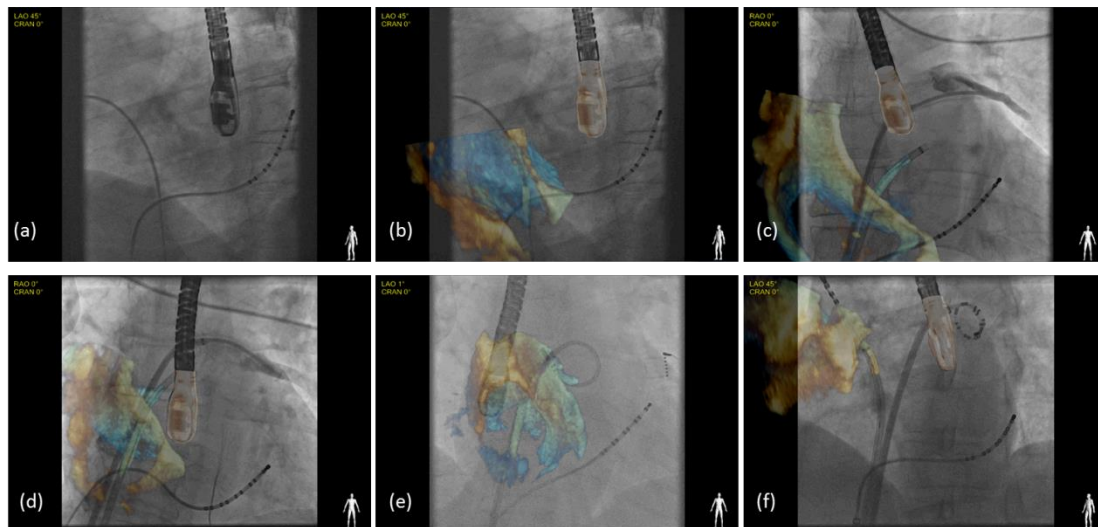 LAO 45°
CRAN 0°
(a)
LAO 45°
CRAN 0°
(b)
RAO 0°
CRAN 0°
(c)
RAO 0°
CRAN 0°
(d)
LAO 1°
CRAN 0°
(e)
LAO 45°
CRAN 0°
(f)